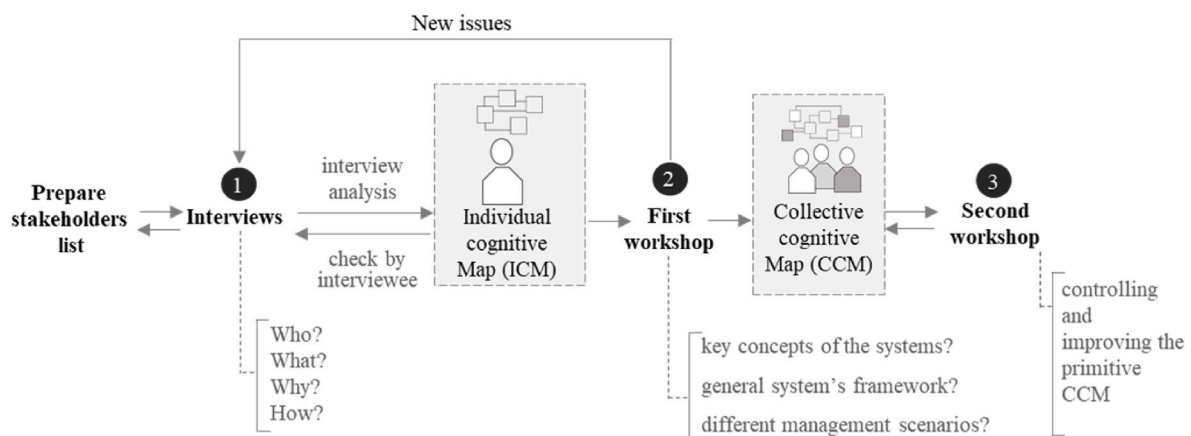 New issues
Prepare
stakeholders
list
1
Interviews
interview
analysis
check by
interviewee
Individual
cognitive
Map (ICM)
2
First
workshop
Collective
cognitive
Map (CCM)
3
Second
workshop
Who?
What?
Why?
How?
key concepts of the systems?
general system's framework?
different management scenarios?
controlling
and
improving the
primitive
CCM